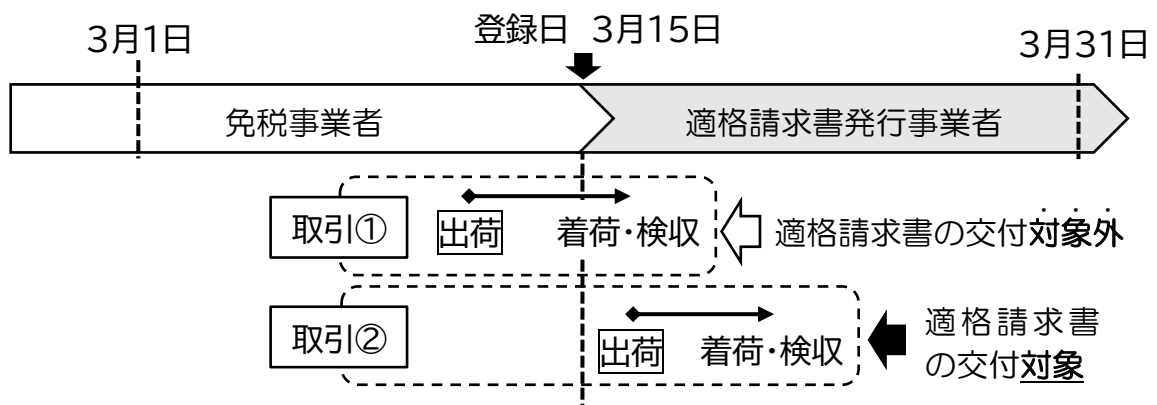 3月1日
登録日 3月15日
3月31日
免税事業者
適格請求書発行事業者
取引①
出荷
着荷・検収
適格請求書の交付対象外
取引②
出荷
着荷・検収
適格請求書
の交付対象